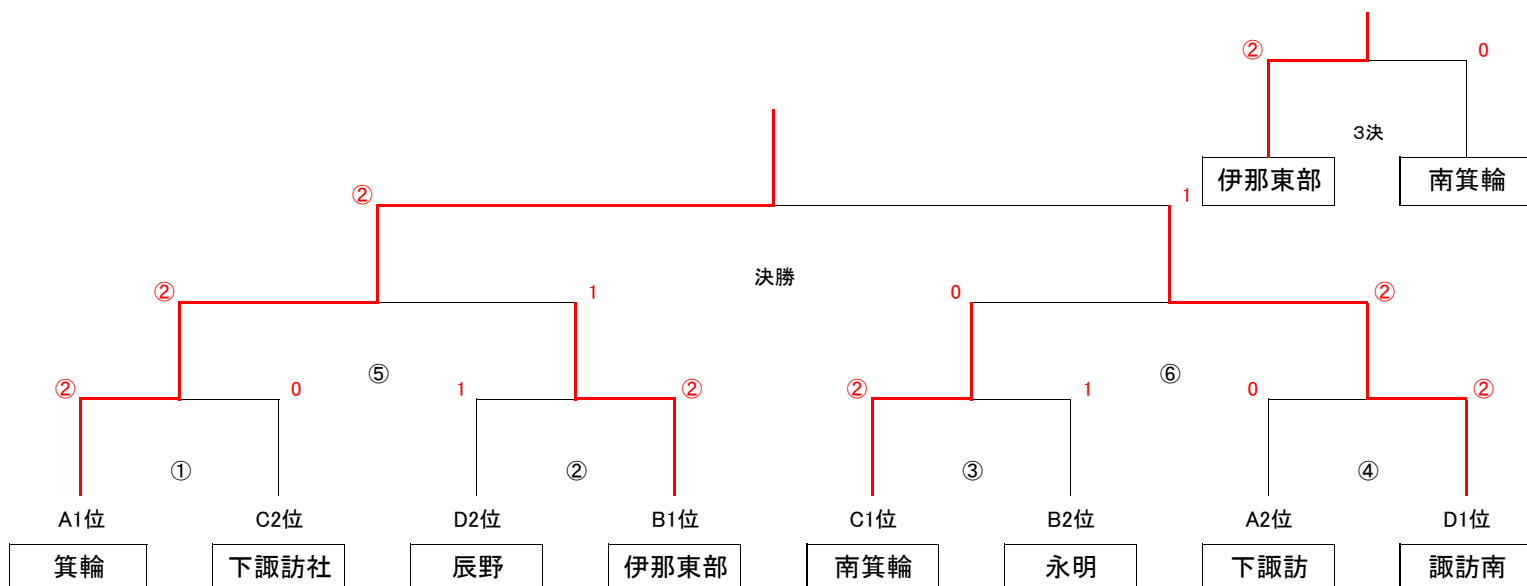 ② 0
3決
伊那東部 南箕輪
② 1
決勝
② 1 0 ②
⑤ ⑥
② 0 1 ② ② 1 0 ②
① ② ③ ④
A1位 C2位 D2位 B1位 C1位 B2位 A2位 D1位
箕輪 下諏訪社 辰野 伊那東部 南箕輪 永明 下諏訪 諏訪南